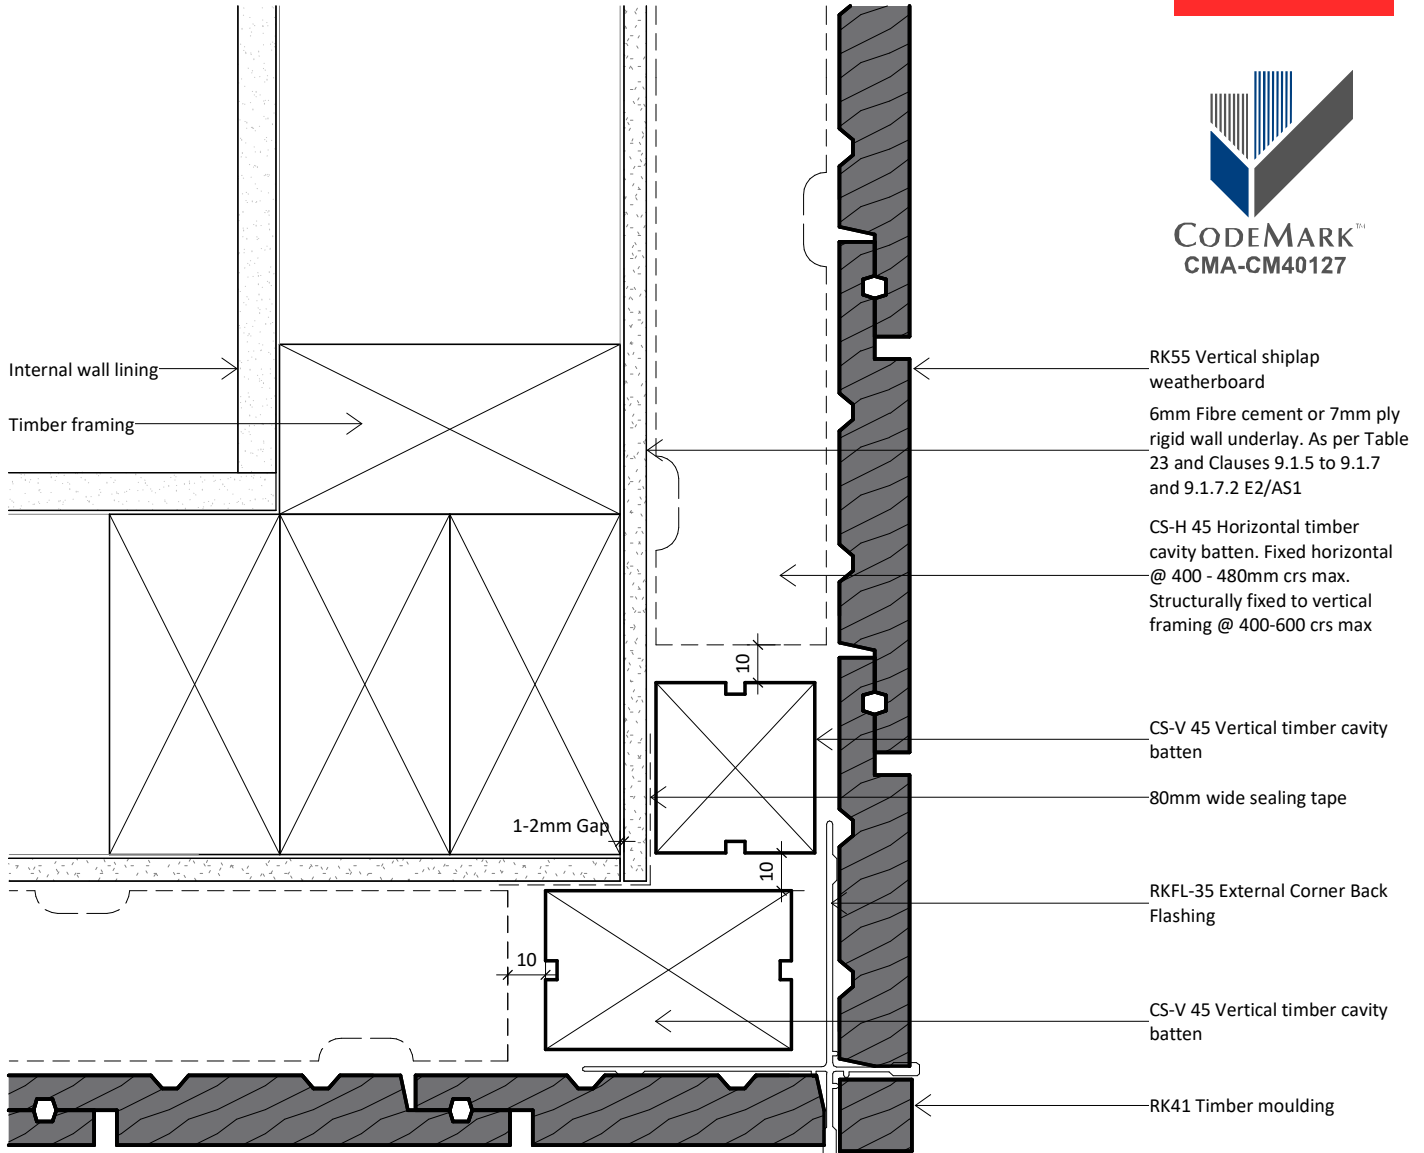 CODEMARK™
CMA-CM40127
Internal wall lining
Timber framing
RK55 Vertical shiplap
weatherboard
6mm Fibre cement or 7mm ply
rigid wall underlay. As per Table
23 and Clauses 9.1.5 to 9.1.7
and 9.1.7.2 E2/AS1
CS-H 45 Horizontal timber
cavity batten. Fixed horizontal
@ 400 - 480mm crs max.
Structurally fixed to vertical
framing @ 400-600 crs max
10
CS-V 45 Vertical timber cavity
batten
80mm wide sealing tape
1-2mm Gap
10
RKFL-35 External Corner Back
Flashing
10
CS-V 45 Vertical timber cavity
batten
RK41 Timber moulding